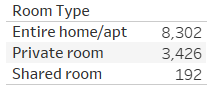 Room Type
Entire home/apt 8,302
Private room 3,426
Shared room 192